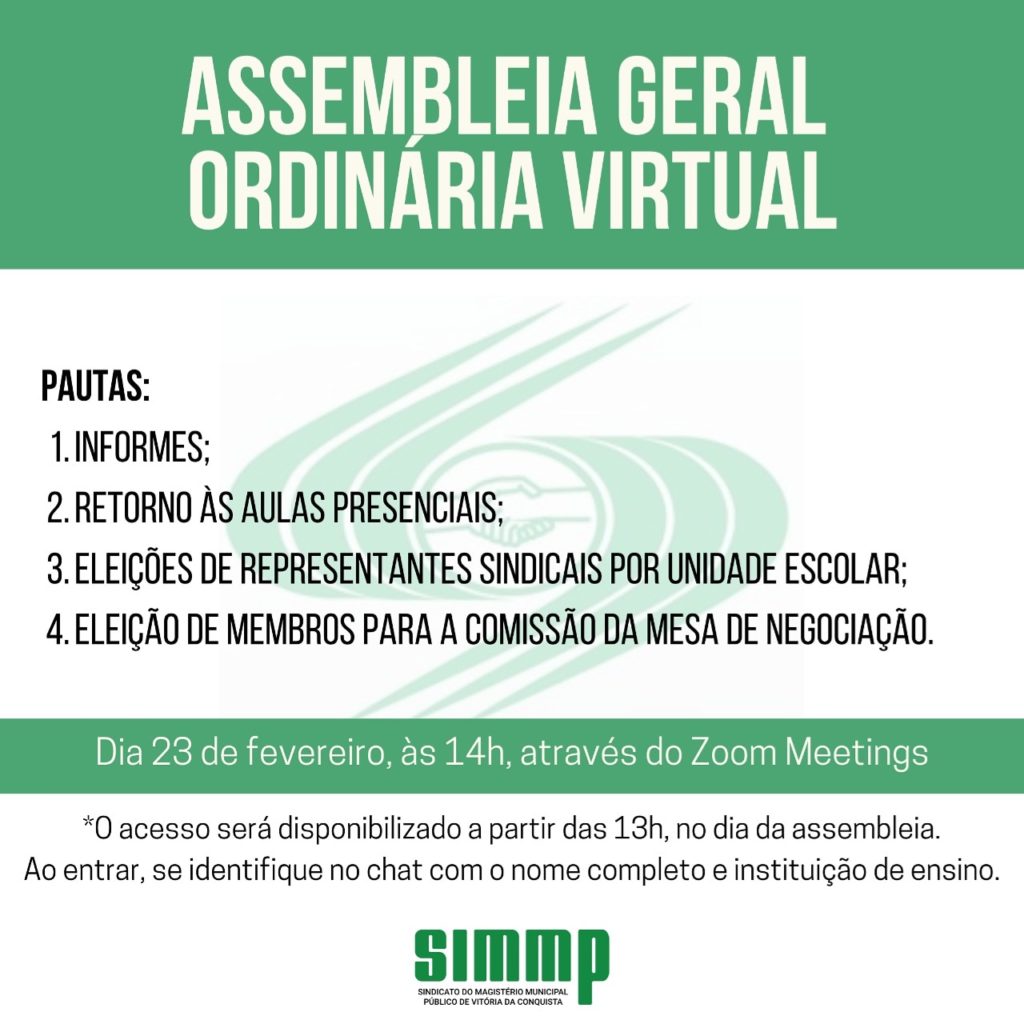 ASSEMBLEIA GERAL
ORDINÁRIA VIRTUAL
PAUTAS:
1. INFORMES;
2. RETORNO ÀS AULAS PRESENCIAIS;
3. ELEIÇÕES DE REPRESENTANTES SINDICAIS POR UNIDADE ESCOLAR;
4. ELEIÇÃO DE MEMBROS PARA A COMISSÃO DA MESA DE NEGOCIAÇÃO.
Dia 23 de fevereiro, às 14h, através do Zoom Meetings
*O acesso será disponibilizado a partir das 13h, no dia da assembleia.
Ao entrar, se identifique no chat com o nome completo e instituição de ensino.
SIMMP
SINDICATO DO MAGISTÉRIO MUNICIPAL
PÚBLICO DE VITÓRIA DA CONQUISTA